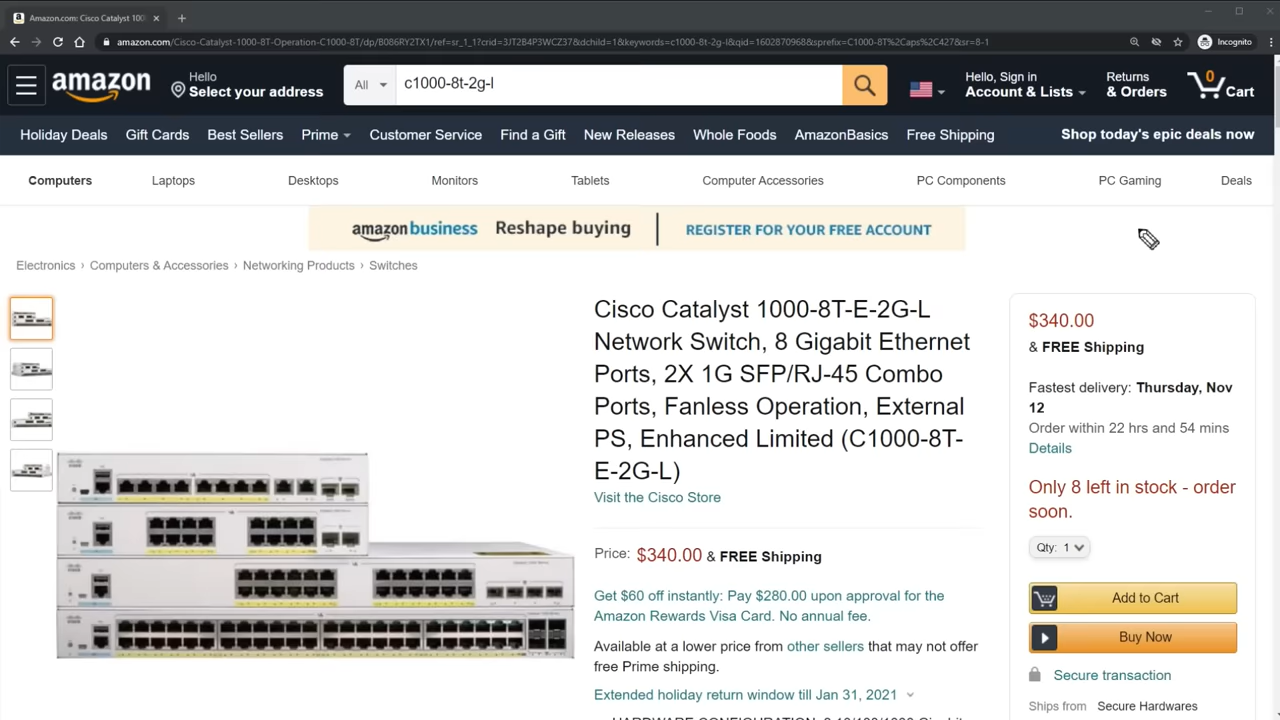 Amazon.com: Cisco Catalyst 100
amazon.com/Cisco-Catalyst-1000-8T-Operation-C1000-8T/dp/B086RY2TX1/ref=sr_1_1?crid=3JT2B4P3WCZ37&dchild=1&keywords=c1000-8t-2g-l&qid=1602870968&sprefix=C1000-8T%2Caps%2C427&sr=8-1
Incognito
amazon
Hello
Select your address
All
c1000-8t-2g-l
Hello, Sign in
Account & Lists
Returns
& Orders
0
Cart
Holiday Deals
Gift Cards
Best Sellers
Prime
Customer Service
Find a Gift
New Releases
Whole Foods
AmazonBasics
Free Shipping
Shop today's epic deals now
Computers
Laptops
Desktops
Monitors
Tablets
Computer Accessories
PC Components
PC Gaming
Deals
amazon business
Reshape buying
REGISTER FOR YOUR FREE ACCOUNT
Electronics › Computers & Accessories › Networking Products › Switches
Cisco Catalyst 1000-8T-E-2G-L
Network Switch, 8 Gigabit Ethernet
Ports, 2X 1G SFP/RJ-45 Combo
Ports, Fanless Operation, External
PS, Enhanced Limited (C1000-8T-
E-2G-L)
Visit the Cisco Store
Price: $340.00 & FREE Shipping
Get $60 off instantly: Pay $280.00 upon approval for the
Amazon Rewards Visa Card. No annual fee.
Available at a lower price from other sellers that may not offer
free Prime shipping.
Extended holiday return window till Jan 31, 2021
$340.00
& FREE Shipping
Fastest delivery: Thursday, Nov
12
Order within 22 hrs and 54 mins
Details
Only 8 left in stock - order
soon.
Qty: 1
Add to Cart
Buy Now
Secure transaction
Ships from Secure Hardwares